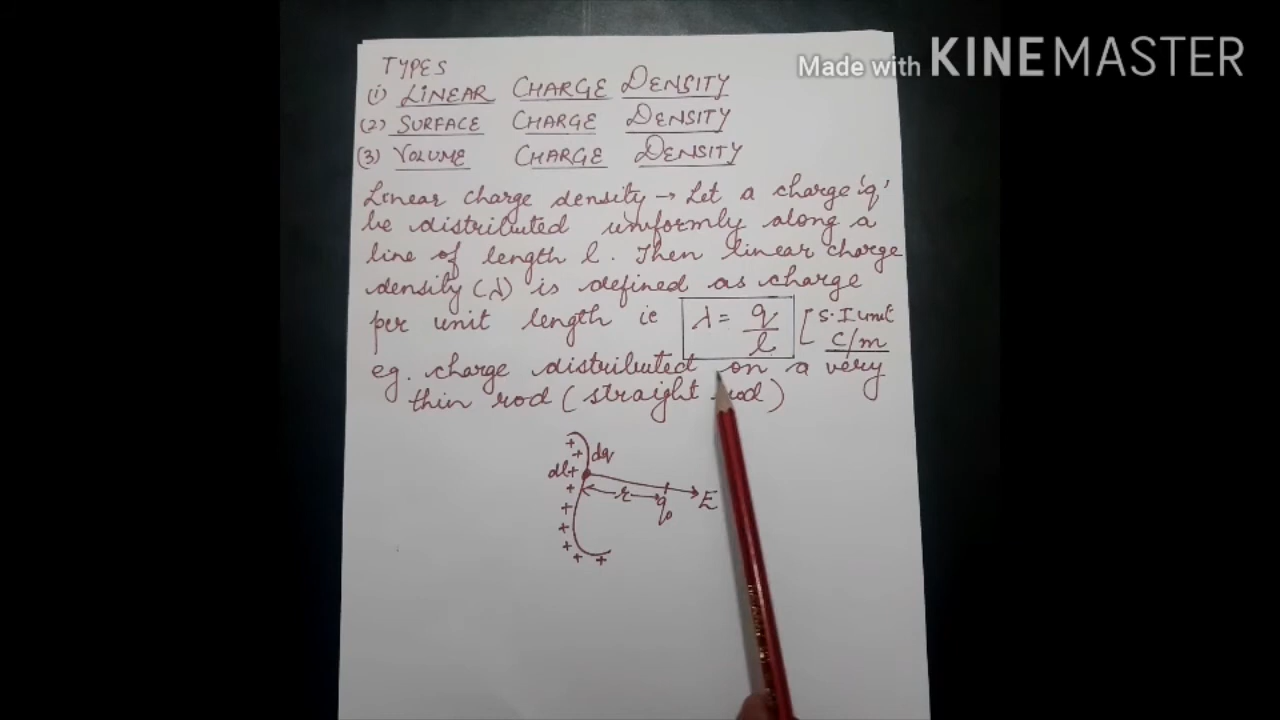 Made with KINEMASTER
TYPES
(1) LINEAR CHARGE DENSITY
(2) SURFACE CHARGE DENSITY
(3) VOLUME CHARGE DENSITY
Linear charge density → Let a charge 'q'
be distributed uniformly along a
line of length l. Then linear charge
density (λ) is defined as charge
per unit length ie λ = q/l [S.I unit
C/m
eg. charge distributed on a very
thin rod (straight rod)
+
+ dq
dl +
+ r q₀ E
+
+
+
+ +